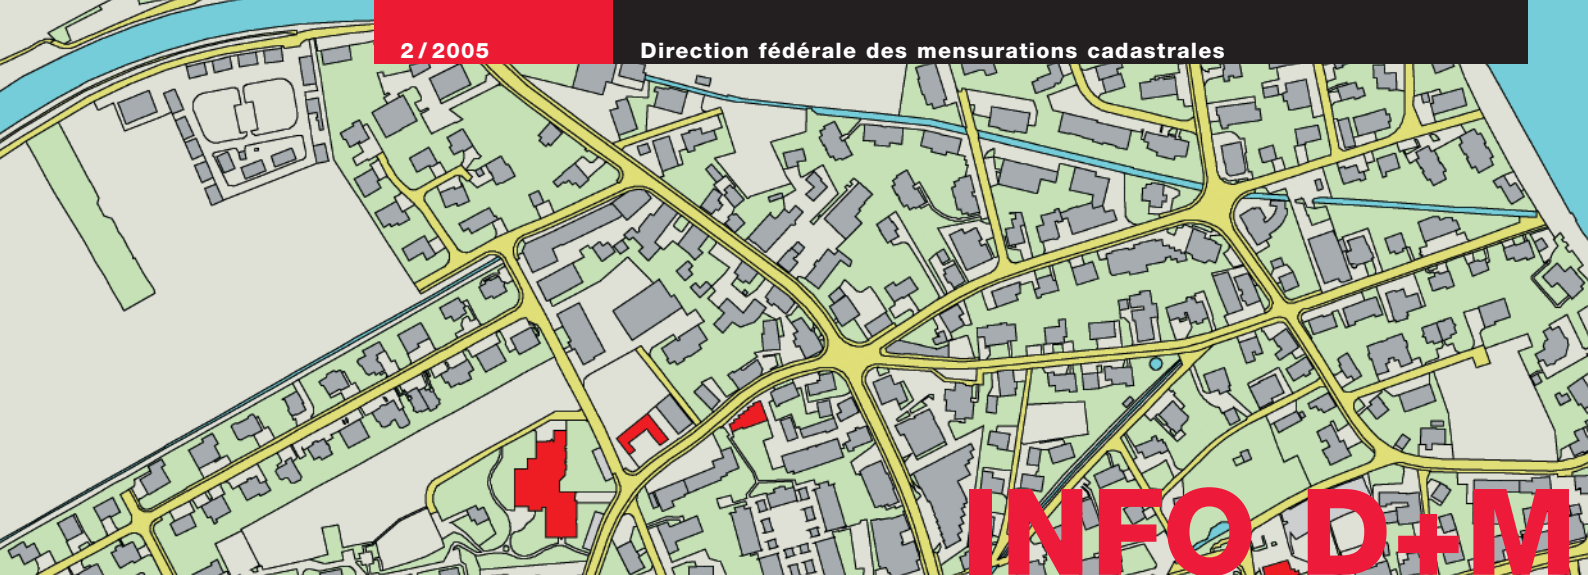 2/2005
Direction fédérale des mensurations cadastrales
INFO D+M